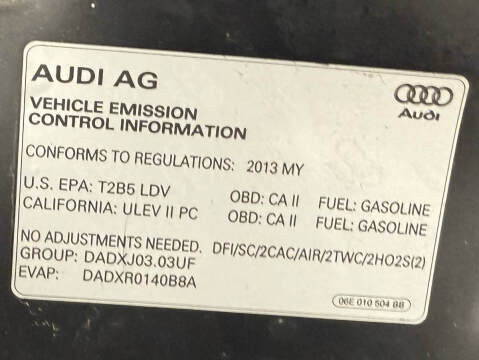 AUDI AG
Audi
VEHICLE EMISSION
CONTROL INFORMATION
CONFORMS TO REGULATIONS: 2013 MY
U.S. EPA: T2B5 LDV OBD: CA II FUEL: GASOLINE
CALIFORNIA: ULEV II PC OBD: CA II FUEL: GASOLINE
NO ADJUSTMENTS NEEDED. DFI/SC/2CAC/AIR/2TWC/2HO2S(2)
GROUP: DADXJ03.03UF
EVAP: DADXR0140B8A
06E 010 504 BB